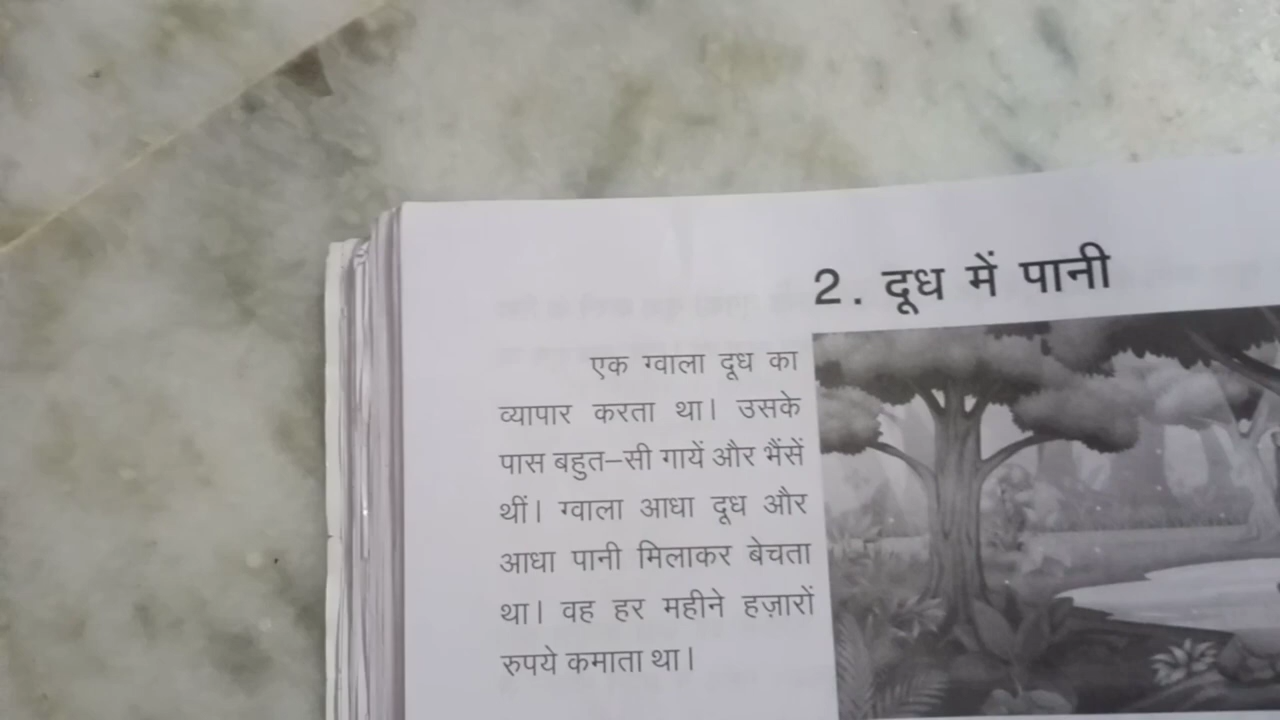 2. दूध में पानी
एक ग्वाला दूध का
व्यापार करता था। उसके
पास बहुत–सी गायें और भैंसें
थीं। ग्वाला आधा दूध और
आधा पानी मिलाकर बेचता
था। वह हर महीने हज़ारों
रुपये कमाता था।